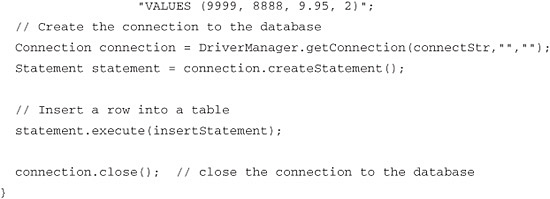 "VALUES (9999, 8888, 9.95, 2)";
// Create the connection to the database
Connection connection = DriverManager.getConnection(connectStr,"","");
Statement statement = connection.createStatement();
// Insert a row into a table
statement.execute(insertStatement);
connection.close();  // close the connection to the database
}